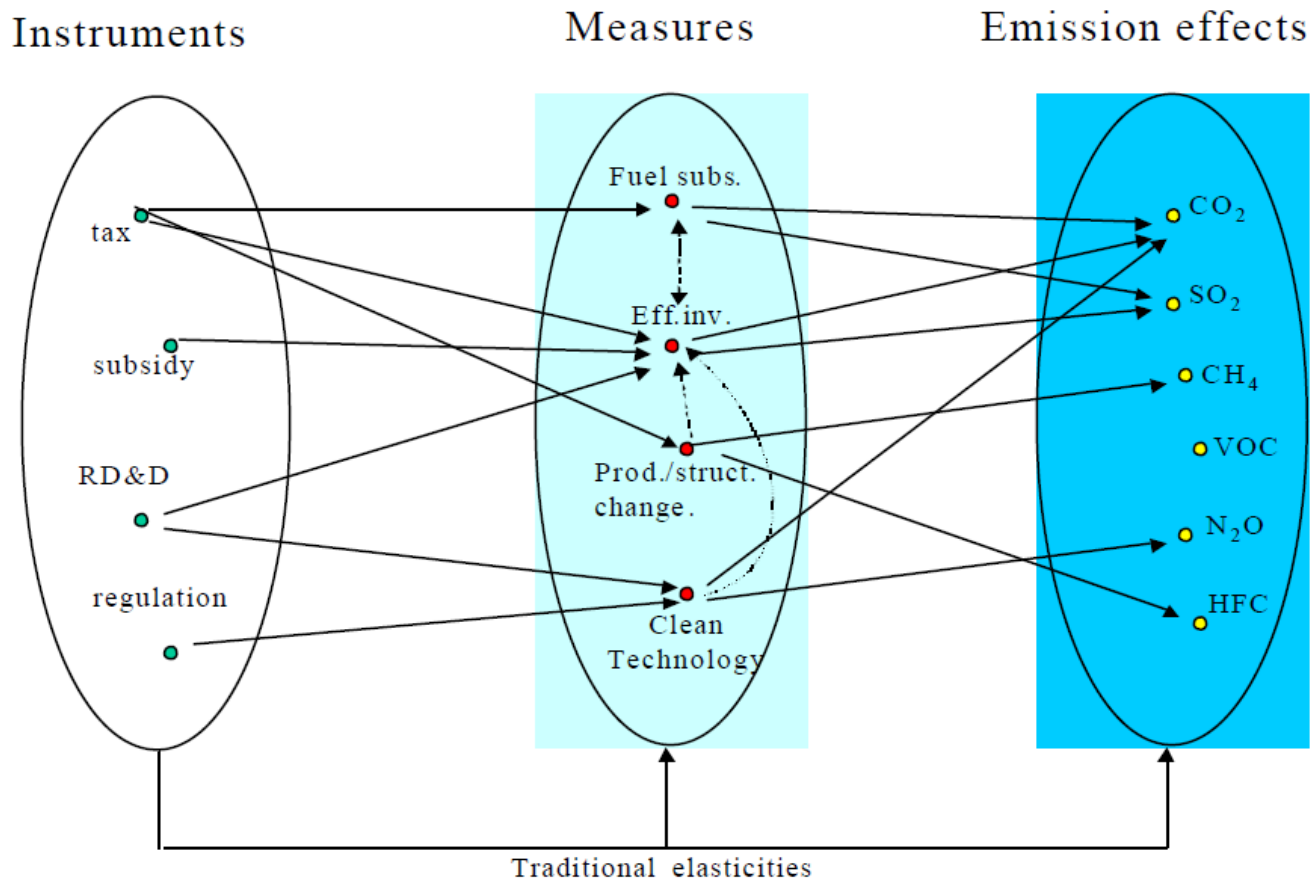 Instruments
Measures
Emission effects
tax
subsidy
RD&D
regulation
Fuel subs.
Eff.inv.
Prod./struct.
change.
Clean
Technology
CO₂
SO₂
CH₄
VOC
N₂O
HFC
Traditional elasticities